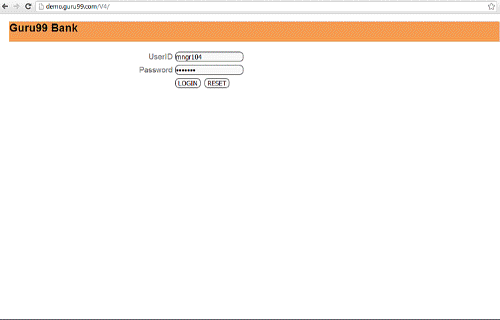 demo.guru99.com/V4/
Guru99 Bank
UserID mngr104
Password •••••••
LOGIN RESET